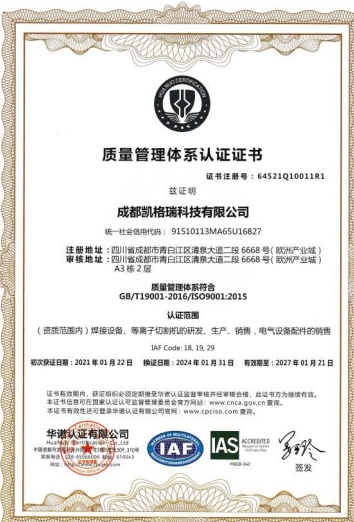 HUA NUO CERTIFICATION
质量管理体系认证证书
证书注册号：64521Q10011R1
兹证明
成都凯格瑞科技有限公司
统一社会信用代码： 91510113MA65U16827
注册地址：四川省成都市青白江区清泉大道二段 6668 号（欧洲产业城）
审核地址：四川省成都市青白江区清泉大道二段 6668 号（欧洲产业城）
A3 栋 2 层
质量管理体系符合
GB/T19001-2016/ISO9001:2015
认证范围
（资质范围内）焊接设备、等离子切割机的研发、生产、销售，电气设备配件的销售
IAF Code: 18, 19, 29
初次获证日期：2021 年 01 月 22 日 换证日期：2024 年 01 月 31 日 有效期至：2027 年 01 月 21 日
证书有效期内，获证组织必须定期接受华诺认证监督审核并经审核合格，此证书方为继续有效。
本证书信息可在国家认证认可监督管理委员会官方网站：www.cnca.gov.cn 查询。
本证书有效性还可登录华诺认证有限公司官网：www.cpciso.com 查询。
华诺认证有限公司
HuaNuo Certification Co.,Ltd
IAF
IAS ACCREDITED
MSCB-342
签发